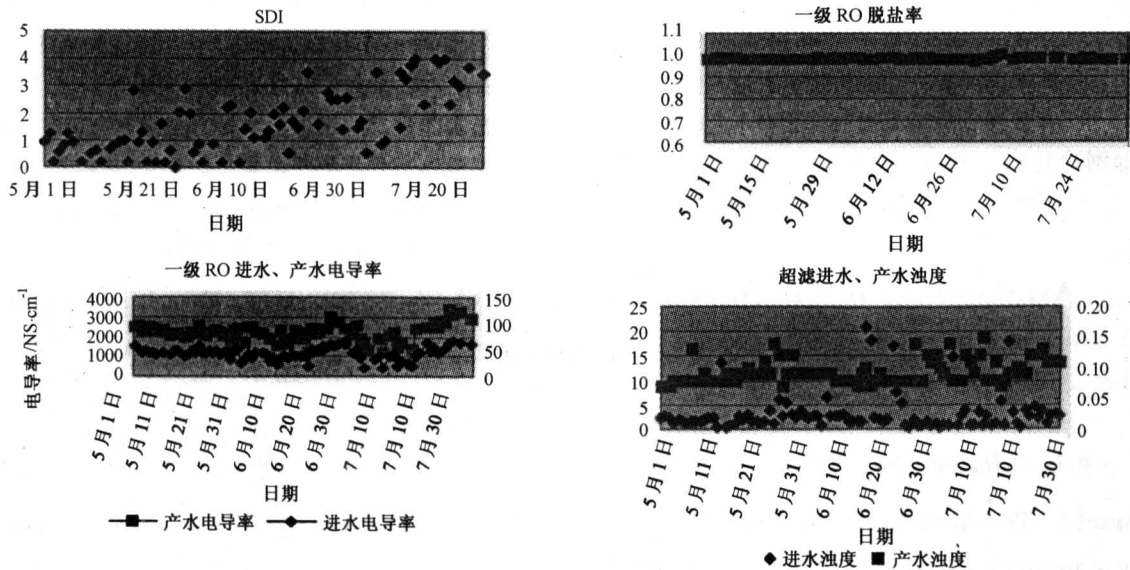 SDI
5
4
3
2
1
0
5月1日 5月21日 6月10日 6月30日 7月20日
日期
一级 RO 脱盐率
1.1
1.0
0.9
0.8
0.7
0.6
5月1日 5月15日 5月29日 6月12日 6月26日 7月10日 7月24日
日期
一级 RO 进水、产水电导率
电导率/NS·cm⁻¹
4000 150
3000 100
2000
1000 50
0 0
5月1日 5月11日 5月21日 5月31日 6月10日 6月20日 6月30日 7月10日 7月10日 7月30日
日期
产水电导率 进水电导率
超滤进水、产水浊度
25 0.20
20 0.15
15
10 0.10
5 0.05
0 0
5月1日 5月11日 5月21日 5月31日 6月10日 6月20日 6月30日 7月10日 7月10日 7月30日
日期
进水浊度 产水浊度